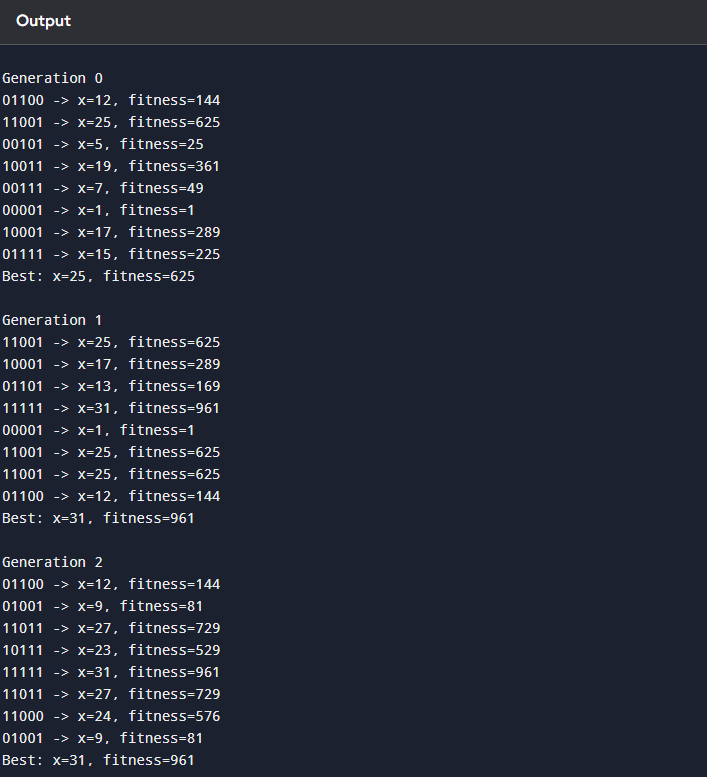 Output
Generation 0
01100 -> x=12, fitness=144
11001 -> x=25, fitness=625
00101 -> x=5, fitness=25
10011 -> x=19, fitness=361
00111 -> x=7, fitness=49
00001 -> x=1, fitness=1
10001 -> x=17, fitness=289
01111 -> x=15, fitness=225
Best: x=25, fitness=625
Generation 1
11001 -> x=25, fitness=625
10001 -> x=17, fitness=289
01101 -> x=13, fitness=169
11111 -> x=31, fitness=961
00001 -> x=1, fitness=1
11001 -> x=25, fitness=625
11001 -> x=25, fitness=625
01100 -> x=12, fitness=144
Best: x=31, fitness=961
Generation 2
01100 -> x=12, fitness=144
01001 -> x=9, fitness=81
11011 -> x=27, fitness=729
10111 -> x=23, fitness=529
11111 -> x=31, fitness=961
11011 -> x=27, fitness=729
11000 -> x=24, fitness=576
01001 -> x=9, fitness=81
Best: x=31, fitness=961